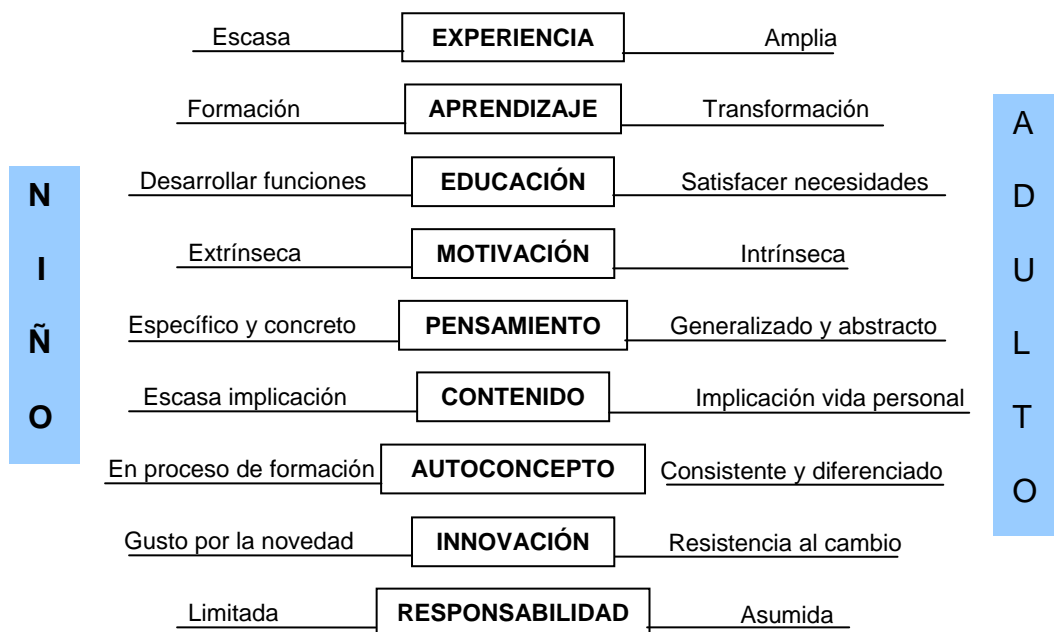 Escasa EXPERIENCIA Amplia
Formación APRENDIZAJE Transformación
Desarrollar funciones EDUCACIÓN Satisfacer necesidades
Extrínseca MOTIVACIÓN Intrínseca
Específico y concreto PENSAMIENTO Generalizado y abstracto
Escasa implicación CONTENIDO Implicación vida personal
En proceso de formación AUTOCONCEPTO Consistente y diferenciado
Gusto por la novedad INNOVACIÓN Resistencia al cambio
Limitada RESPONSABILIDAD Asumida
N
I
Ñ
O
A
D
U
L
T
O